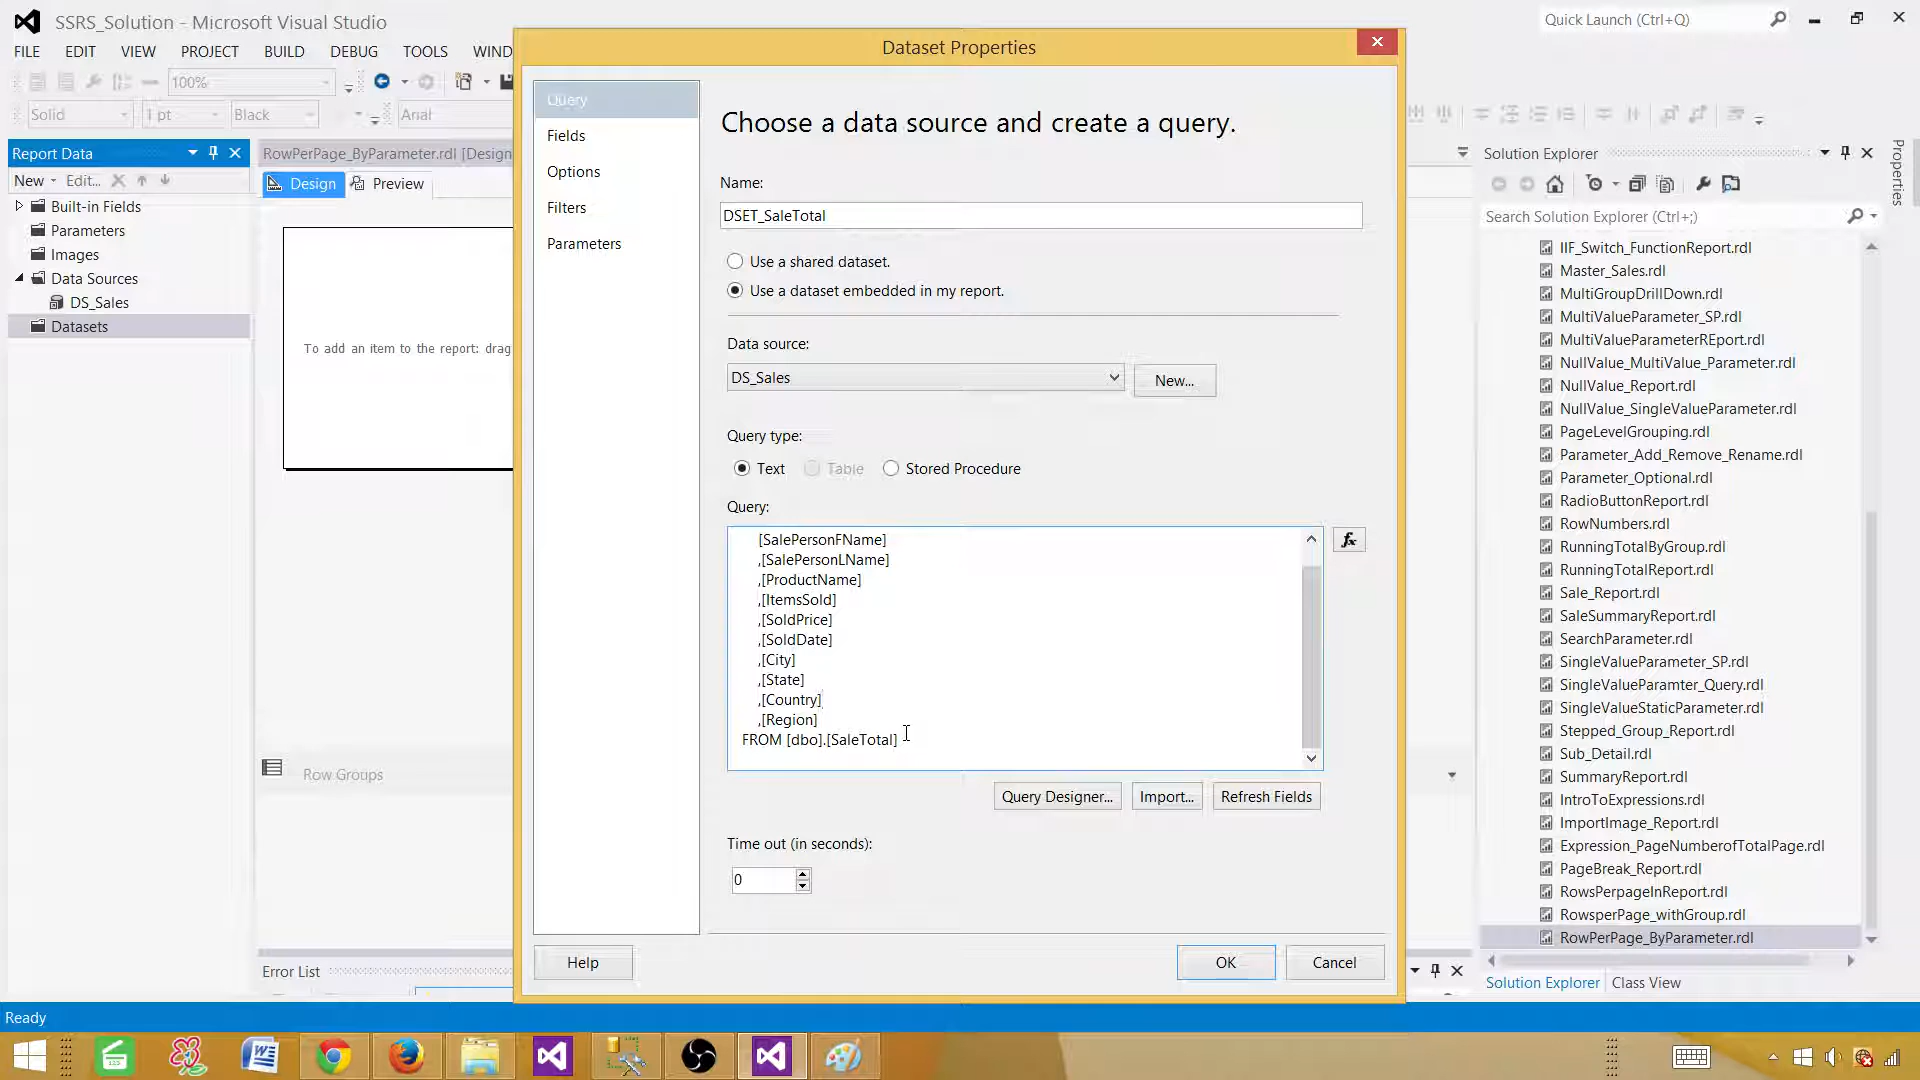 SSRS_Solution - Microsoft Visual Studio
Quick Launch (Ctrl+Q)
FILE EDIT VIEW PROJECT BUILD DEBUG TOOLS WIND
100%
Solid 1 pt Black Arial
Report Data
New Edit...
Built-in Fields
Parameters
Images
Data Sources
DS_Sales
Datasets
RowPerPage_ByParameter.rdl [Design
Design Preview
To add an item to the report: drag
Row Groups
Error List
Dataset Properties
Query
Fields
Options
Filters
Parameters
Choose a data source and create a query.
Name:
DSET_SaleTotal
Use a shared dataset.
Use a dataset embedded in my report.
Data source:
DS_Sales
New...
Query type:
Text Table Stored Procedure
Query:
[SalePersonFName]
,[SalePersonLName]
,[ProductName]
,[ItemsSold]
,[SoldPrice]
,[SoldDate]
,[City]
,[State]
,[Country]
,[Region]
FROM [dbo].[SaleTotal]
fx
Query Designer... Import... Refresh Fields
Time out (in seconds):
0
Help OK Cancel
Solution Explorer
Search Solution Explorer (Ctrl+;)
IIF_Switch_FunctionReport.rdl
Master_Sales.rdl
MultiGroupDrillDown.rdl
MultiValueParameter_SP.rdl
MultiValueParameterREport.rdl
NullValue_MultiValue_Parameter.rdl
NullValue_Report.rdl
NullValue_SingleValueParameter.rdl
PageLevelGrouping.rdl
Parameter_Add_Remove_Rename.rdl
Parameter_Optional.rdl
RadioButtonReport.rdl
RowNumbers.rdl
RunningTotalByGroup.rdl
RunningTotalReport.rdl
Sale_Report.rdl
SaleSummaryReport.rdl
SearchParameter.rdl
SingleValueParameter_SP.rdl
SingleValueParamter_Query.rdl
SingleValueStaticParameter.rdl
Stepped_Group_Report.rdl
Sub_Detail.rdl
SummaryReport.rdl
IntroToExpressions.rdl
ImportImage_Report.rdl
Expression_PageNumberofTotalPage.rdl
PageBreak_Report.rdl
RowsPerpageInReport.rdl
RowsperPage_withGroup.rdl
RowPerPage_ByParameter.rdl
Solution Explorer Class View
Properties
Ready